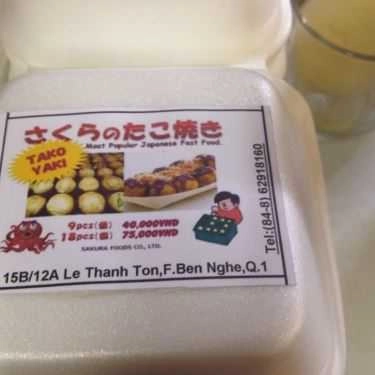 さくらのたこ焼き
Most Popular Japanese Fast Food.
TAKO
YAKI
9pcs(個) 40,000VND
18pcs(個) 75,000VND
SAKURA FOODS CO., LTD.
15B/12A Le Thanh Ton,F.Ben Nghe,Q.1
Tel:(84-8) 62918160